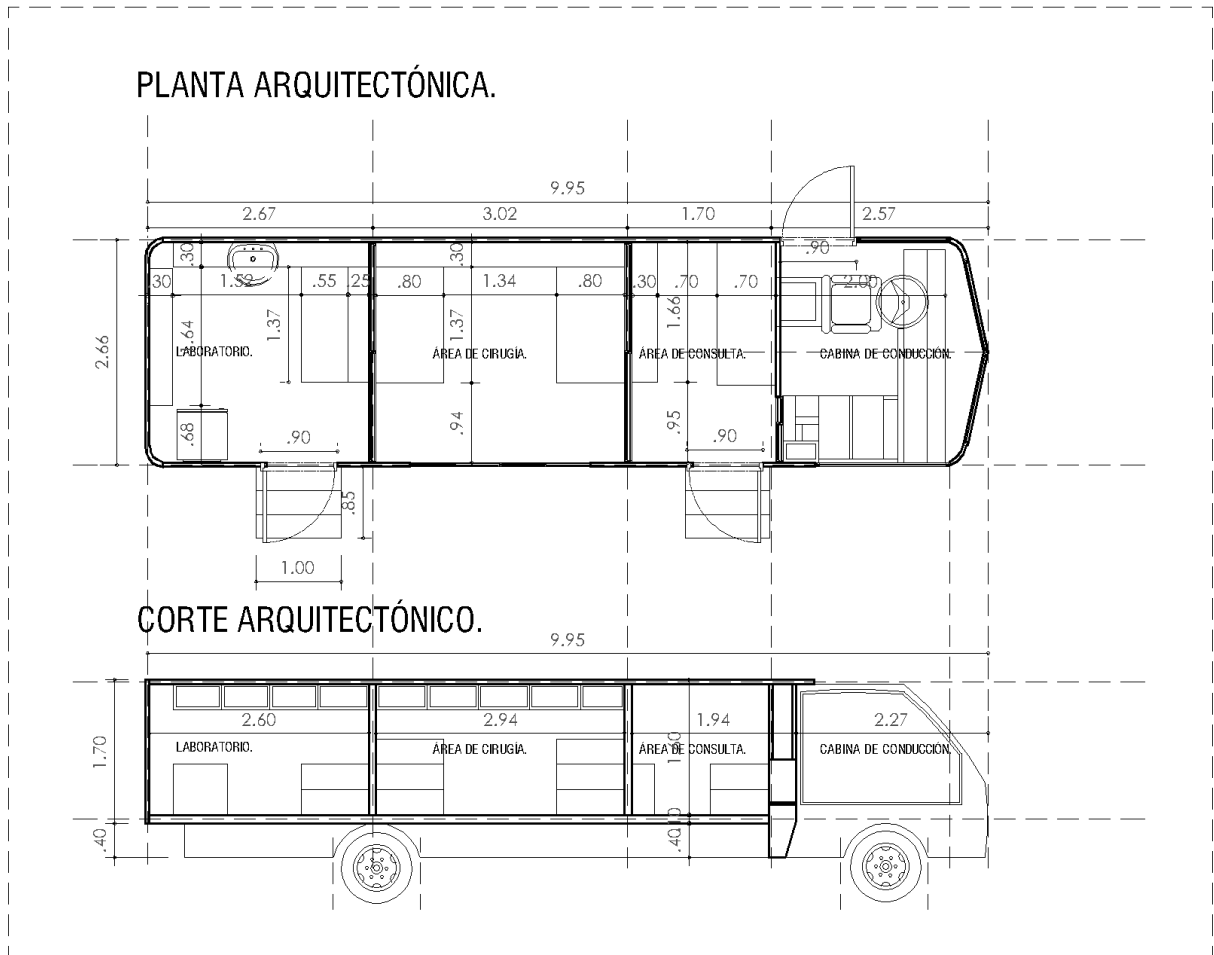 PLANTA ARQUITECTÓNICA.
9.95
2.67 3.02 1.70 2.57
.90
.30 .30
.30 1.52 .55 .25 .80 1.34 .80 .30 .70 .70 2.00
2.66 .64 1.37 1.37 1.66
LABORATORIO. ÁREA DE CIRUGÍA. ÁREA DE CONSULTA. CABINA DE CONDUCCIÓN.
.68 .90 .94 .95 .90
.85
1.00
CORTE ARQUITECTÓNICO.
9.95
2.60 2.94 1.94 2.27
LABORATORIO. ÁREA DE CIRUGÍA. ÁREA DE CONSULTA. CABINA DE CONDUCCIÓN.
1.70 1.60
.10
.40 .40